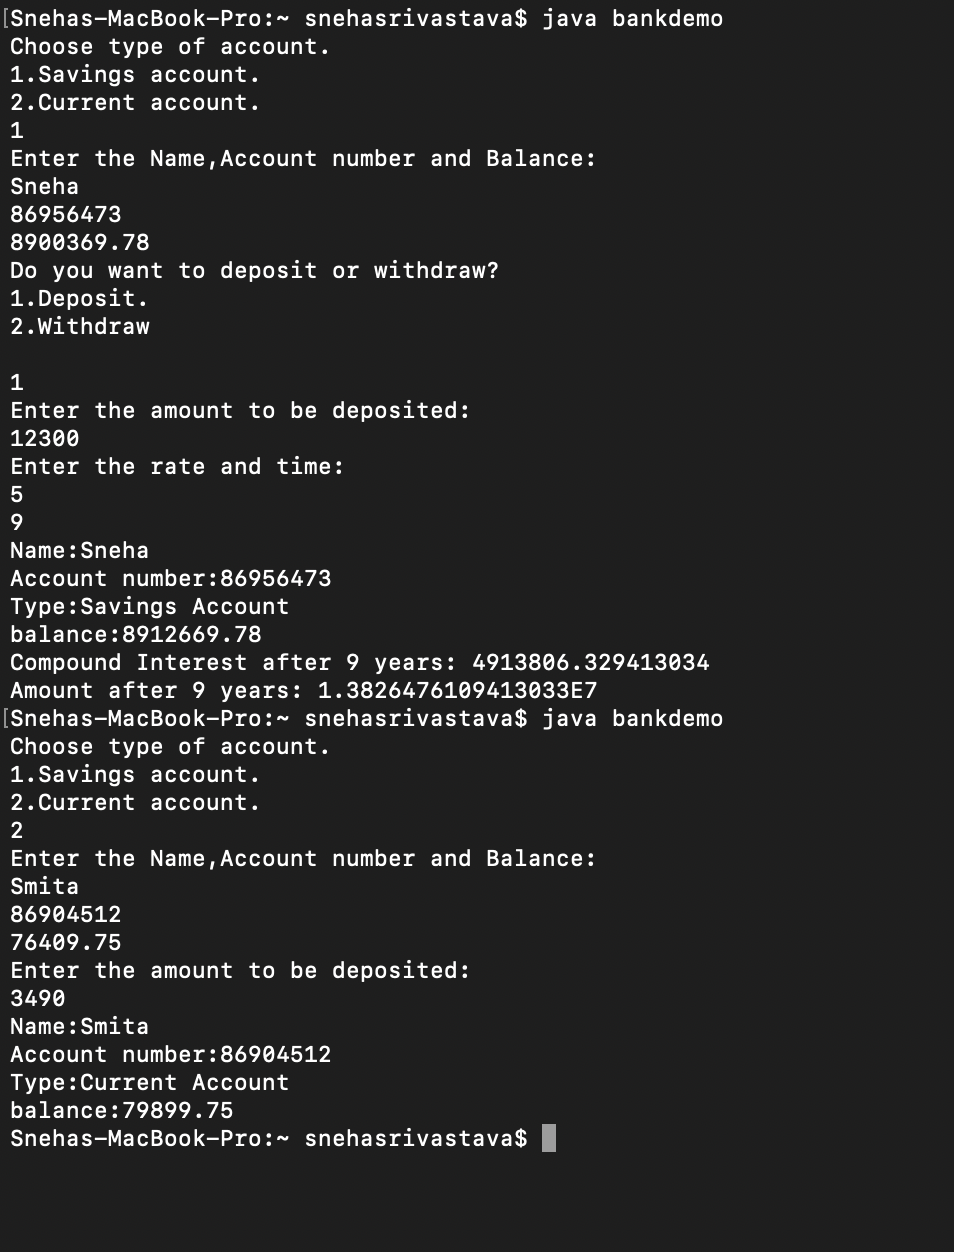 Snehas-MacBook-Pro:~ snehasrivastava$ java bankdemo
Choose type of account.
1.Savings account.
2.Current account.
1
Enter the Name,Account number and Balance:
Sneha
86956473
8900369.78
Do you want to deposit or withdraw?
1.Deposit.
2.Withdraw
1
Enter the amount to be deposited:
12300
Enter the rate and time:
5
9
Name:Sneha
Account number:86956473
Type:Savings Account
balance:8912669.78
Compound Interest after 9 years: 4913806.329413034
Amount after 9 years: 1.3826476109413033E7
Snehas-MacBook-Pro:~ snehasrivastava$ java bankdemo
Choose type of account.
1.Savings account.
2.Current account.
2
Enter the Name,Account number and Balance:
Smita
86904512
76409.75
Enter the amount to be deposited:
3490
Name:Smita
Account number:86904512
Type:Current Account
balance:79899.75
Snehas-MacBook-Pro:~ snehasrivastava$